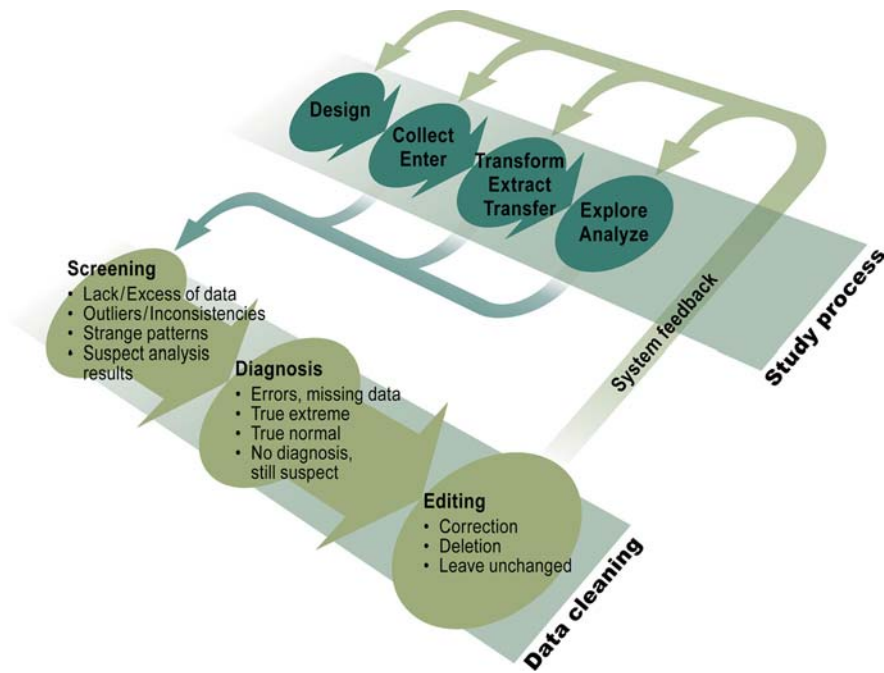 Design
Collect
Enter
Transform
Extract
Transfer
Explore
Analyze
Study process
System feedback
Screening
• Lack/Excess of data
• Outliers/Inconsistencies
• Strange patterns
• Suspect analysis
results
Diagnosis
• Errors, missing data
• True extreme
• True normal
• No diagnosis,
still suspect
Editing
• Correction
• Deletion
• Leave unchanged
Data cleaning